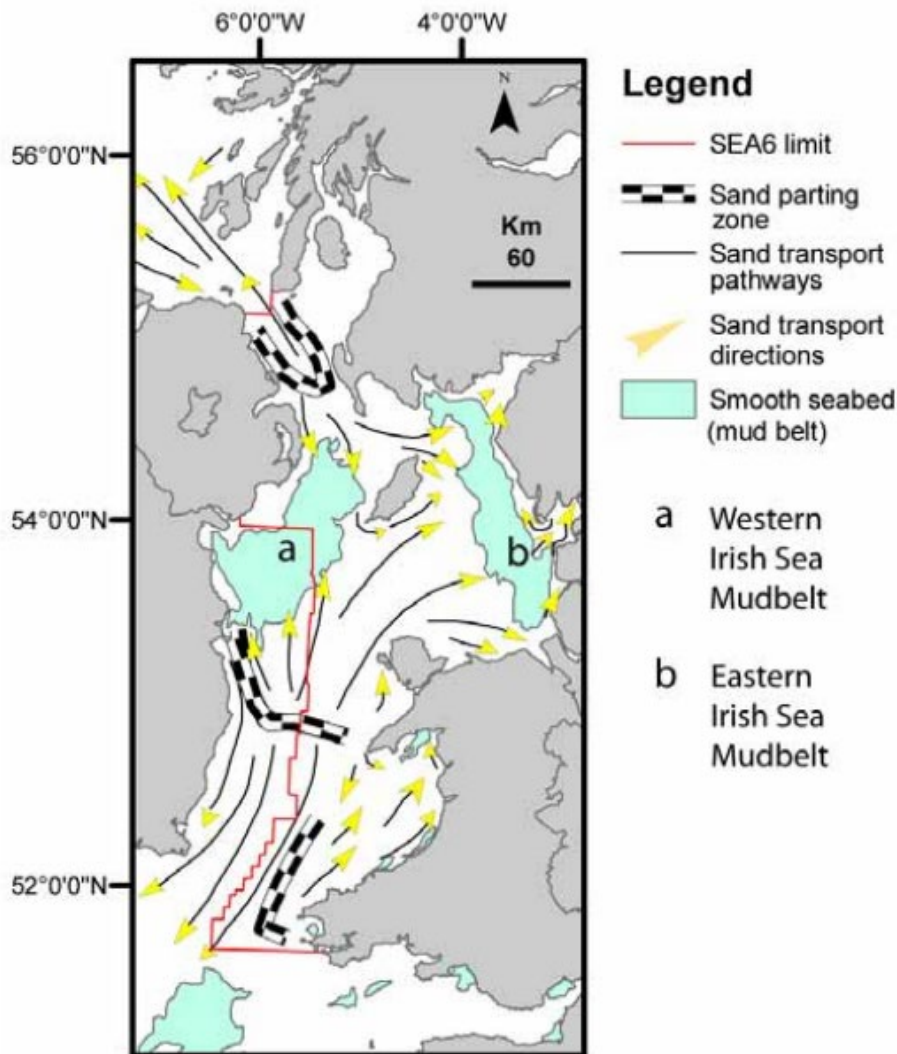 6°0'0"W
4°0'0"W
56°0'0"N
54°0'0"N
52°0'0"N
N
Km
60
a
b
Legend
SEA6 limit
Sand parting
zone
Sand transport
pathways
Sand transport
directions
Smooth seabed
(mud belt)
a Western
Irish Sea
Mudbelt
b Eastern
Irish Sea
Mudbelt